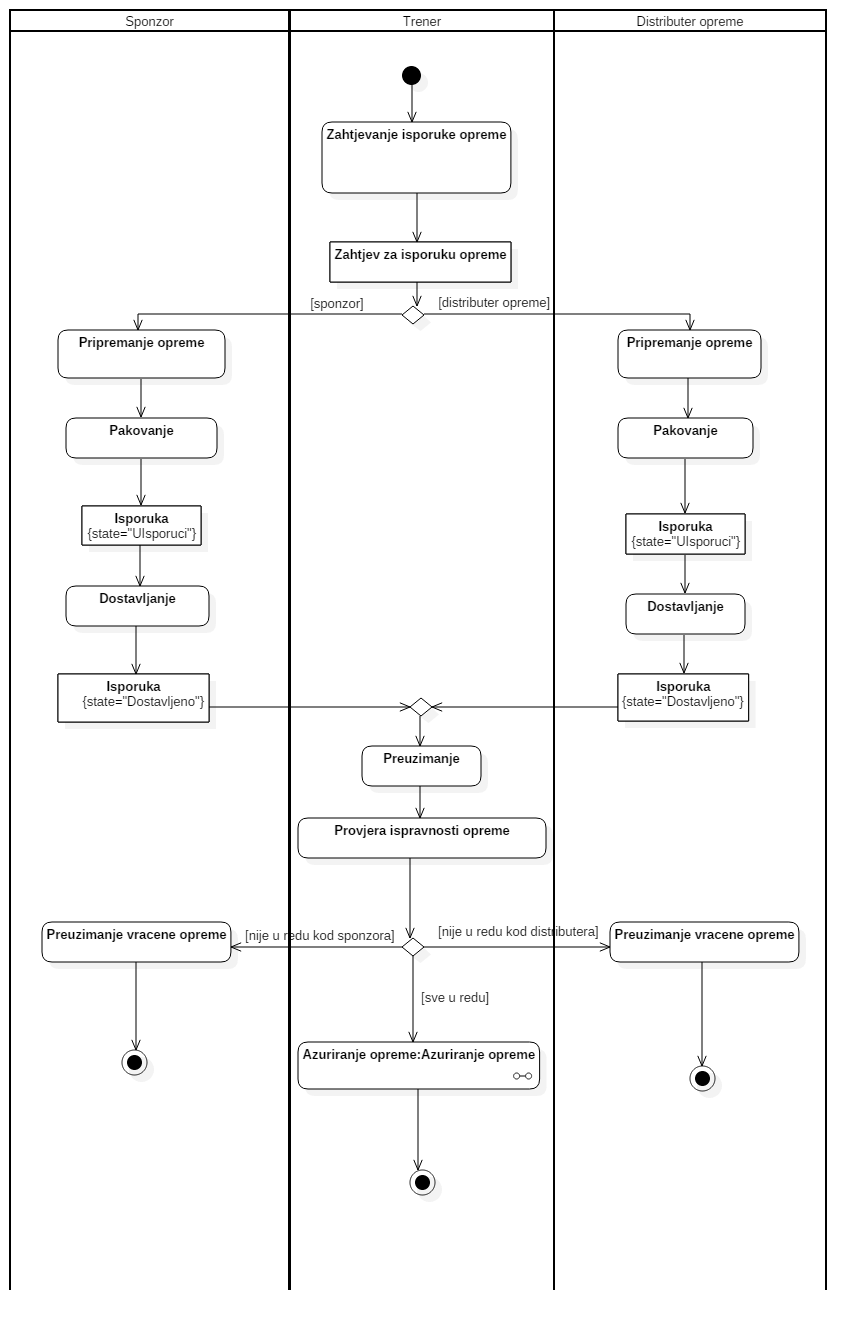 Sponzor
Trener
Distributer opreme
Zahtjevanje isporuke opreme
Zahtjev za isporuku opreme
[sponzor]
[distributer opreme]
Pripremanje opreme
Pripremanje opreme
Pakovanje
Pakovanje
Isporuka
{state="UIsporuci"}
Isporuka
{state="UIsporuci"}
Dostavljanje
Dostavljanje
Isporuka
{state="Dostavljeno"}
Isporuka
{state="Dostavljeno"}
Preuzimanje
Provjera ispravnosti opreme
Preuzimanje vracene opreme
[nije u redu kod sponzora]
[nije u redu kod distributera]
Preuzimanje vracene opreme
[sve u redu]
Azuriranje opreme:Azuriranje opreme